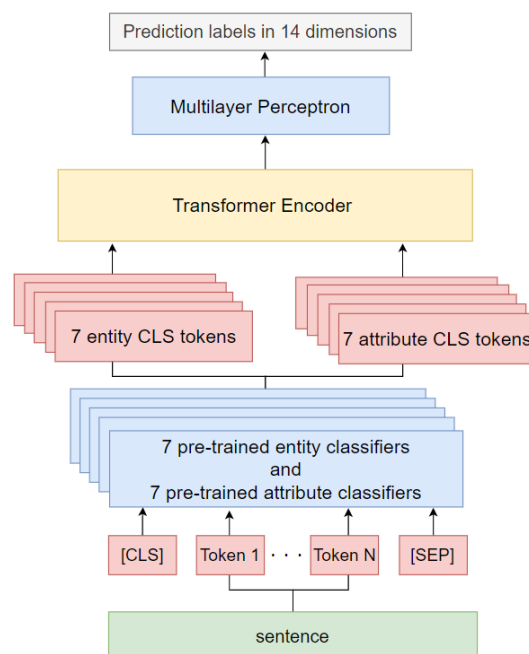 Prediction labels in 14 dimensions
Multilayer Perceptron
Transformer Encoder
7 entity CLS tokens
7 attribute CLS tokens
7 pre-trained entity classifiers
and
7 pre-trained attribute classifiers
[CLS] Token 1 · · · Token N [SEP]
sentence